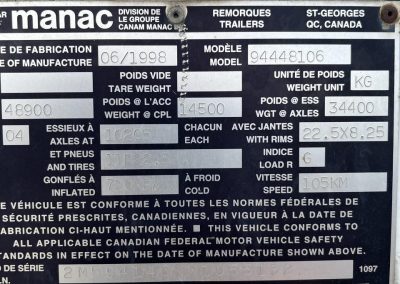 AR manac DIVISION DE LE GROUPE CANAM MANAC REMORQUES TRAILERS ST-GEORGES QC, CANADA
E DE FABRICATION 06/1998 MODÈLE 94448106
OF MANUFACTURE MODEL
POIDS VIDE UNITÉ DE POIDS
TARE WEIGHT WEIGHT UNIT KG
48900 POIDS @ L'ACC 14500 POIDS @ ESS 34400
WEIGHT @ CPL WGT @ AXLES
04 ESSIEUX À CHACUN AVEC JANTES 22.5X8.25
AXLES AT EACH WITH RIMS
ET PNEUS INDICE
AND TIRES LOAD R G
GONFLÉS À À FROID VITESSE
INFLATED COLD SPEED 105KM
E VÉHICULE EST CONFORME À TOUTES LES NORMES FÉDÉRALES DE
SÉCURITÉ PRESCRITES, CANADIENNES, EN VIGUEUR À LA DATE DE
ABRICATION CI-HAUT MENTIONNÉE. ■ THIS VEHICLE CONFORMS TO
ALL APPLICABLE CANADIAN FEDERAL MOTOR VEHICLE SAFETY
TANDARDS IN EFFECT ON THE DATE OF MANUFACTURE SHOWN ABOVE.
DE SÉRIE 1097
LN.